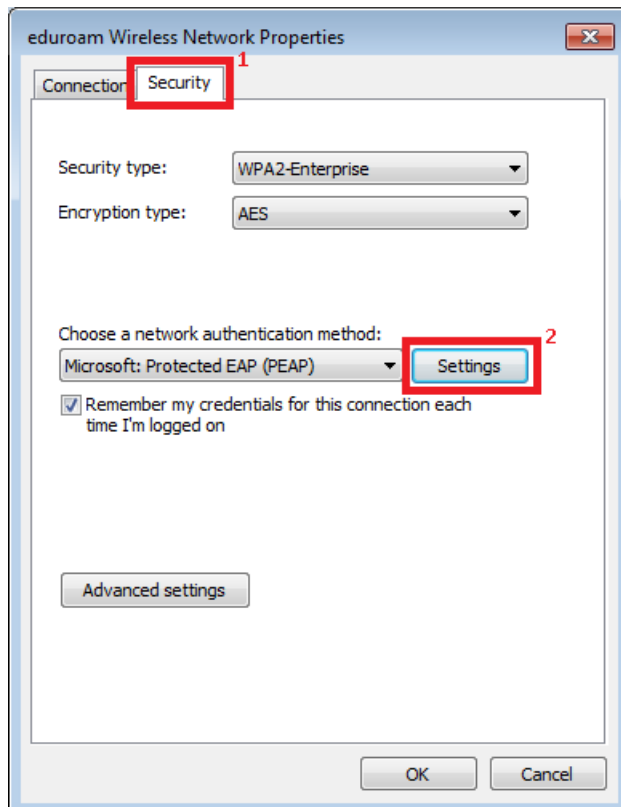 eduroam Wireless Network Properties
1
Connection
Security
Security type:
WPA2-Enterprise
Encryption type:
AES
Choose a network authentication method:
2
Microsoft: Protected EAP (PEAP)
Settings
Remember my credentials for this connection each
time I'm logged on
Advanced settings
OK
Cancel